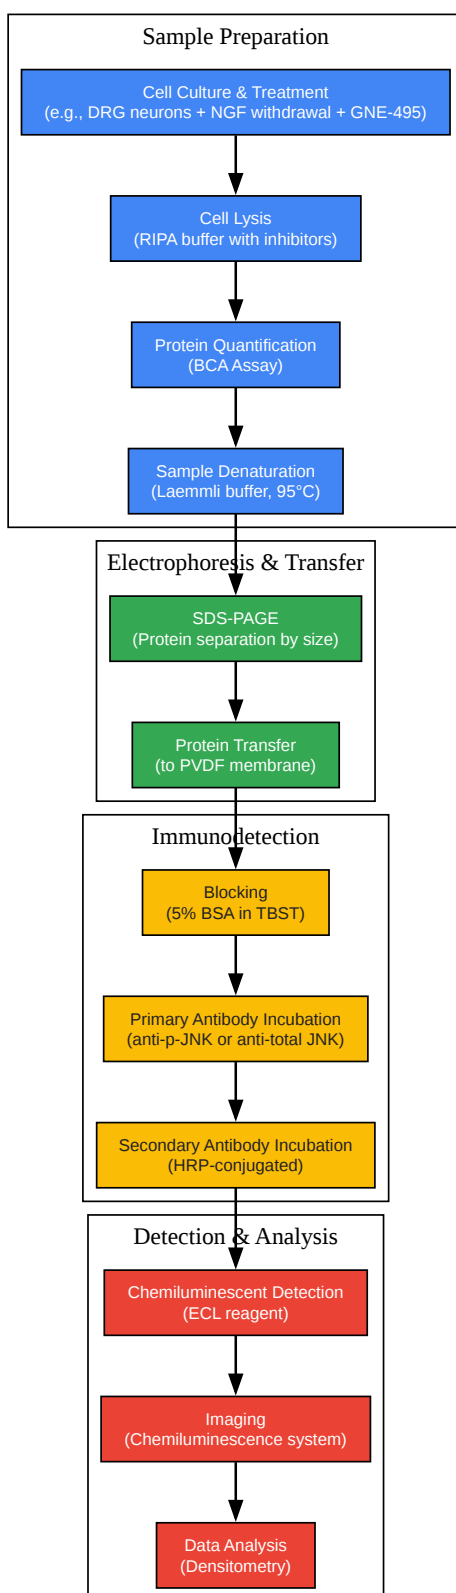 Sample Preparation
Cell Culture & Treatment
(e.g., DRG neurons + NGF withdrawal + GNE-495)
Cell Lysis
(RIPA buffer with inhibitors)
Protein Quantification
(BCA Assay)
Sample Denaturation
(Laemmli buffer, 95°C)
Electrophoresis & Transfer
SDS-PAGE
(Protein separation by size)
Protein Transfer
(to PVDF membrane)
Immunodetection
Blocking
(5% BSA in TBST)
Primary Antibody Incubation
(anti-p-JNK or anti-total JNK)
Secondary Antibody Incubation
(HRP-conjugated)
Detection & Analysis
Chemiluminescent Detection
(ECL reagent)
Imaging
(Chemiluminescence system)
Data Analysis
(Densitometry)